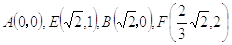 A(0,0), E(√2,1), B(√2,0), F(2/3 √2,2)